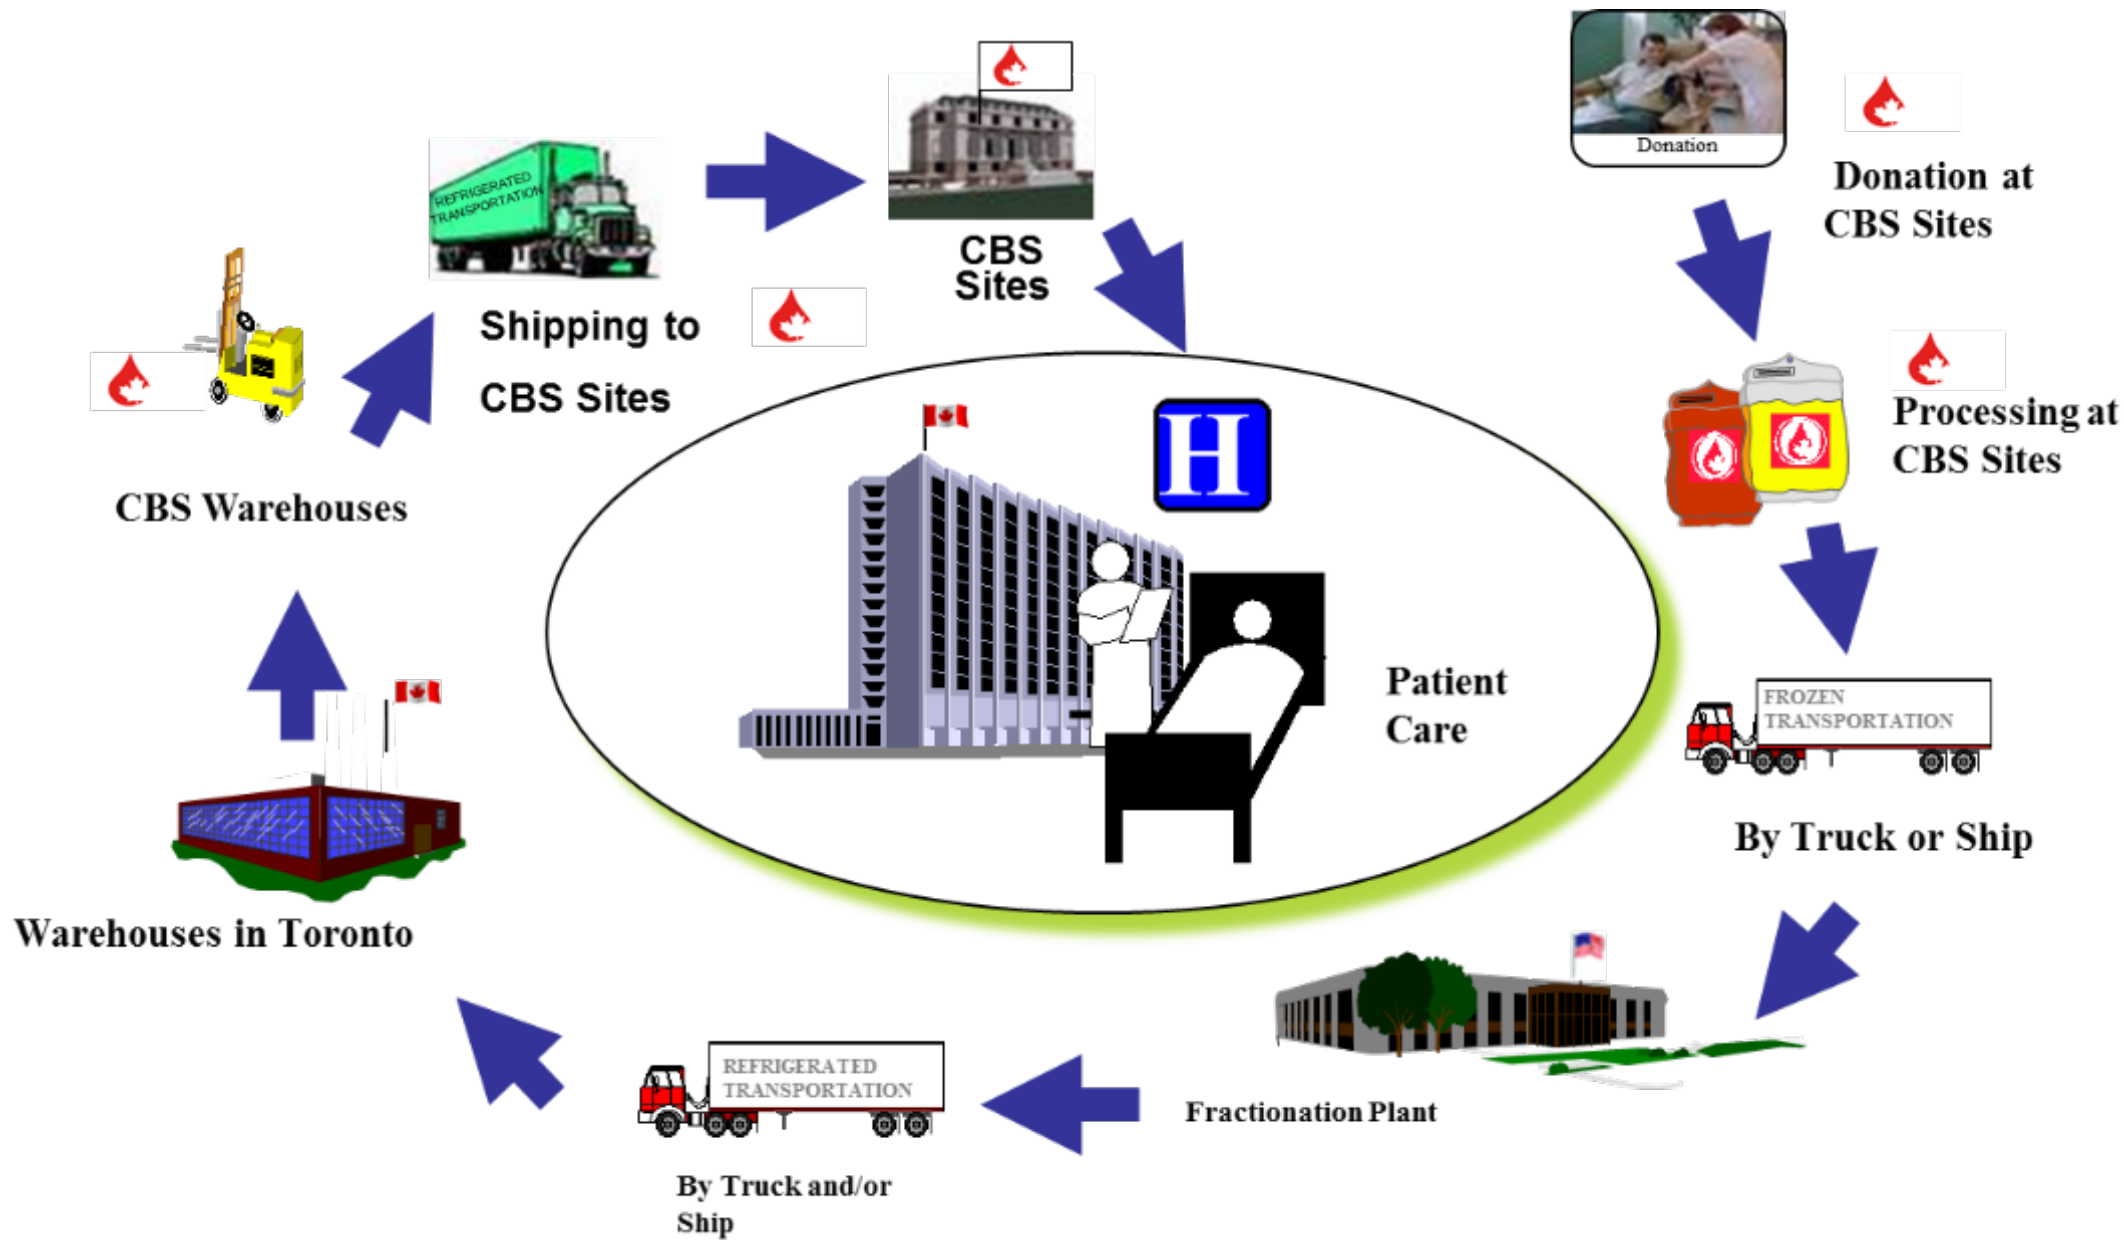 Donation
Donation at
CBS Sites
Processing at
CBS Sites
FROZEN
TRANSPORTATION
By Truck or Ship
Fractionation Plant
REFRIGERATED
TRANSPORTATION
By Truck and/or
Ship
Warehouses in Toronto
CBS Warehouses
REFRIGERATED
TRANSPORTATION
Shipping to
CBS Sites
CBS
Sites
H
Patient
Care